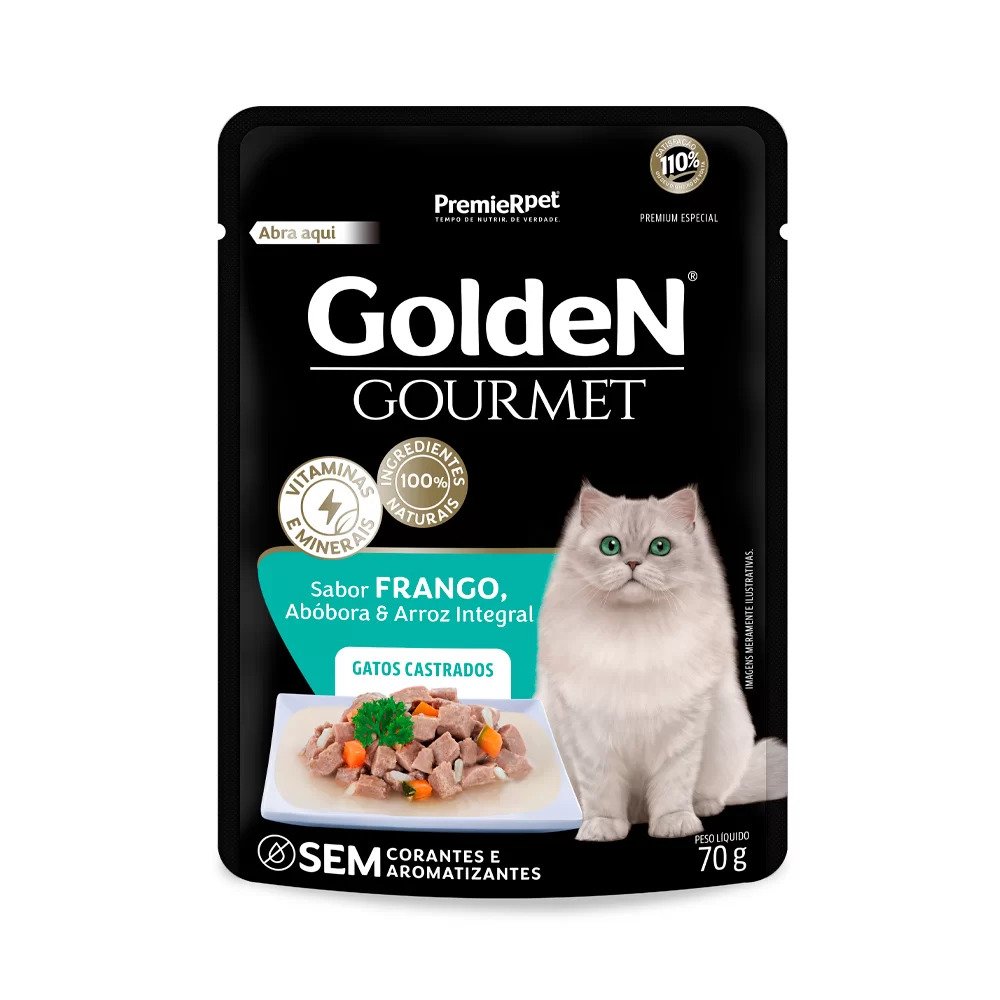 PremieRpet®
TEMPO DE NUTRIR. DE VERDADE.
SATISFAÇÃO
110%
PREMIUM ESPECIAL
Abra aqui
GoldeN®
GOURMET
VITAMINAS
E MINERAIS
INGREDIENTES
100%
NATURAIS
Sabor FRANGO,
Abóbora & Arroz Integral
GATOS CASTRADOS
IMAGENS MERAMENTE ILUSTRATIVAS.
SEM CORANTES E
AROMATIZANTES
PESO LÍQUIDO
70 g